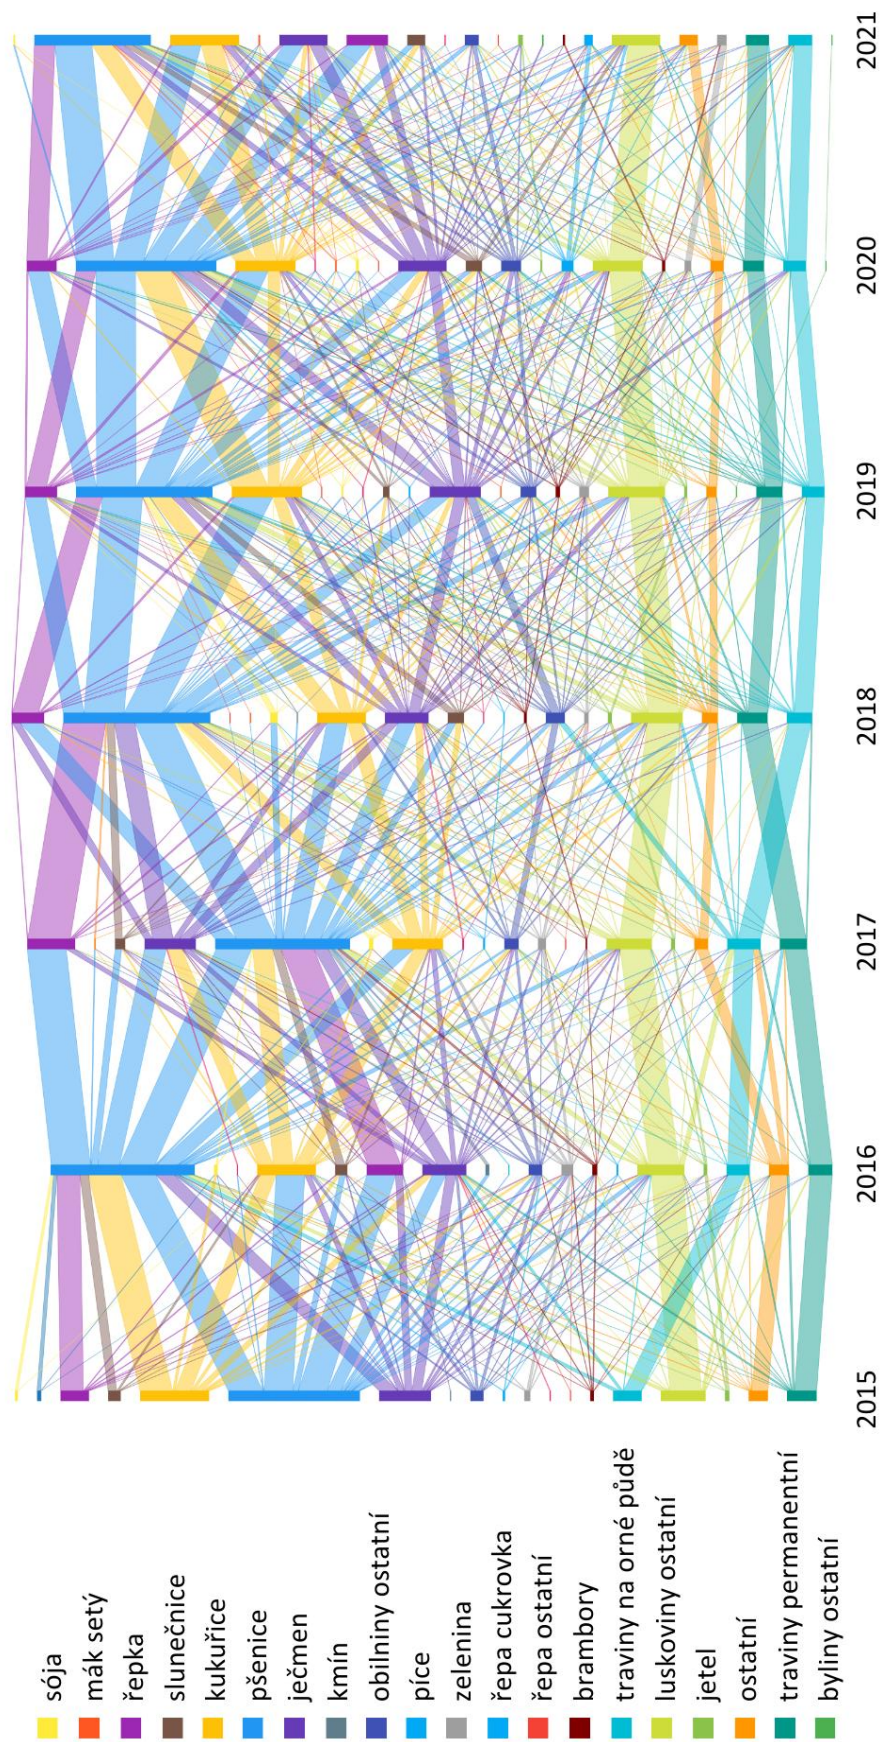 sója
mák setý
řepka
slunečnice
kukuřice
pšenice
ječmen
kmín
obilniny ostatní
píce
zelenina
řepa cukrovka
řepa ostatní
brambory
traviny na orné půdě
luskoviny ostatní
jetel
ostatní
traviny permanentní
byliny ostatní
2015
2016
2017
2018
2019
2020
2021